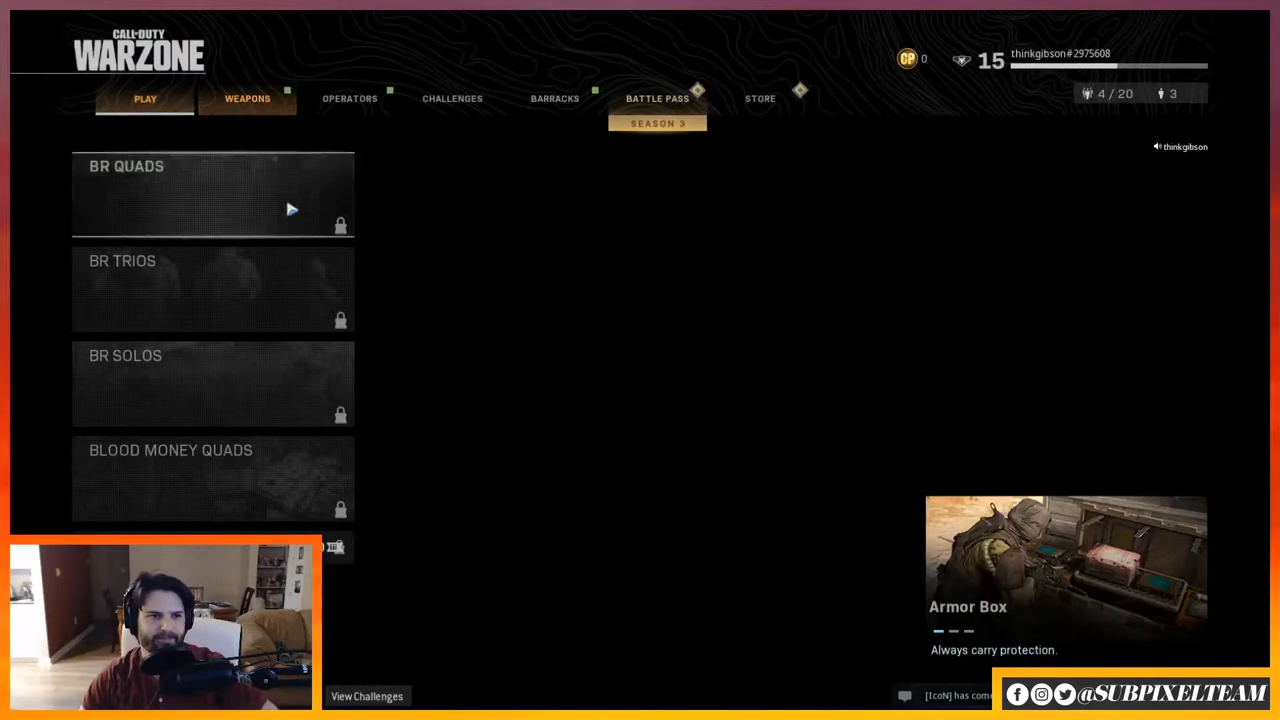 CALL OF DUTY
WARZONE
CP 0
15
thinkgibson#2975608
PLAY
WEAPONS
OPERATORS
CHALLENGES
BARRACKS
BATTLE PASS
STORE
4 / 20
3
SEASON 3
thinkgibson
BR QUADS
BR TRIOS
BR SOLOS
BLOOD MONEY QUADS
Armor Box
Always carry protection.
View Challenges
[IcoN] has come
@SUBPIXELTEAM